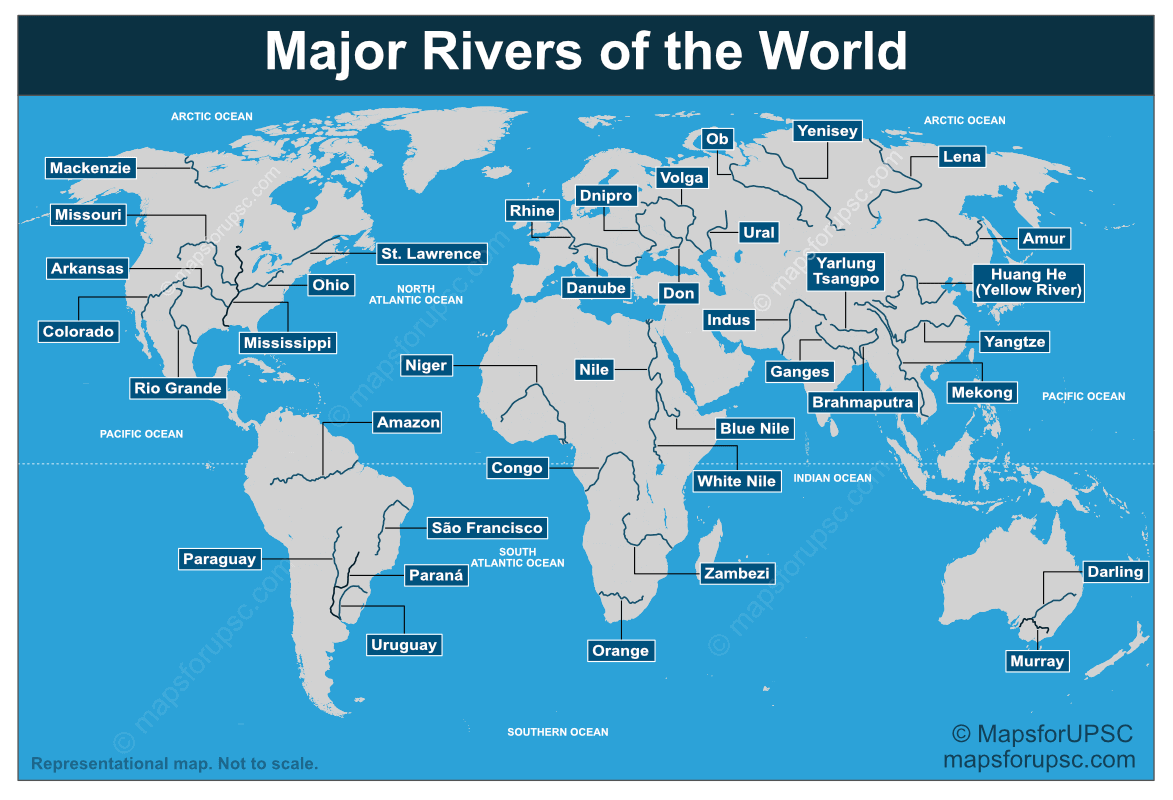 Major Rivers of the World
ARCTIC OCEAN
ARCTIC OCEAN
Mackenzie
Missouri
Arkansas
Colorado
Rio Grande
Mississippi
Ohio
St. Lawrence
NORTH
ATLANTIC OCEAN
PACIFIC OCEAN
Amazon
São Francisco
Paraguay
Paraná
Uruguay
SOUTH
ATLANTIC OCEAN
Rhine
Dnipro
Volga
Ob
Yenisey
Lena
Ural
Amur
Danube
Don
Yarlung
Tsangpo
Huang He
(Yellow River)
Indus
Ganges
Brahmaputra
Yangtze
Mekong
PACIFIC OCEAN
Niger
Nile
Blue Nile
White Nile
Congo
INDIAN OCEAN
Zambezi
Orange
Darling
Murray
SOUTHERN OCEAN
Representational map. Not to scale.
© MapsforUPSC
mapsforupsc.com
© mapsforupsc.com
© mapsforupsc.com
© mapsforupsc.com
© mapsforupsc.com
© mapsforupsc.com